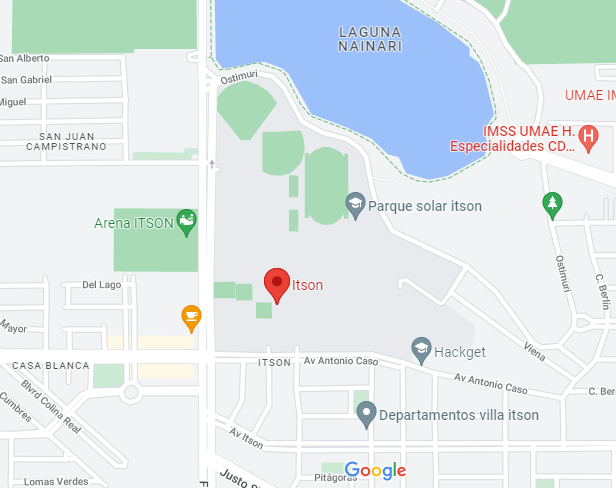 LAGUNA
NAINARI
San Alberto
Ostimuri
San Gabriel
Miguel
UMAE IM
SAN JUAN
CAMPISTRANO
IMSS UMAE H.
Especialidades CD...
Parque solar itson
Arena ITSON
Ostimuri
C. Berlín
Del Lago
Itson
Mayor
Viena
Hackget
CASA BLANCA
ITSON
Av Antonio Caso
Av Antonio Caso
C. Ber
Blvrd Colina Real
Cumbres
Departamentos villa itson
Av Itson
Google
Justo S
Pitágoras
Lomas Verdes